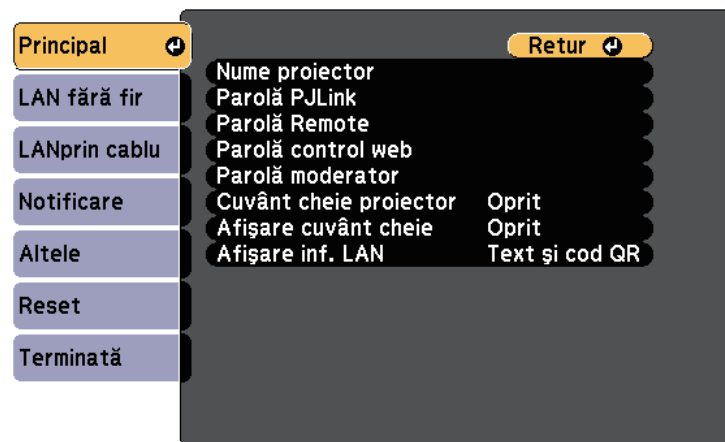 Principal
LAN fără fir
LANprin cablu
Notificare
Altele
Reset
Terminată
Retur
Nume proiector
Parolă PJLink
Parolă Remote
Parolă control web
Parolă moderator
Cuvânt cheie proiector Oprit
Afişare cuvânt cheie Oprit
Afişare inf. LAN Text şi cod QR